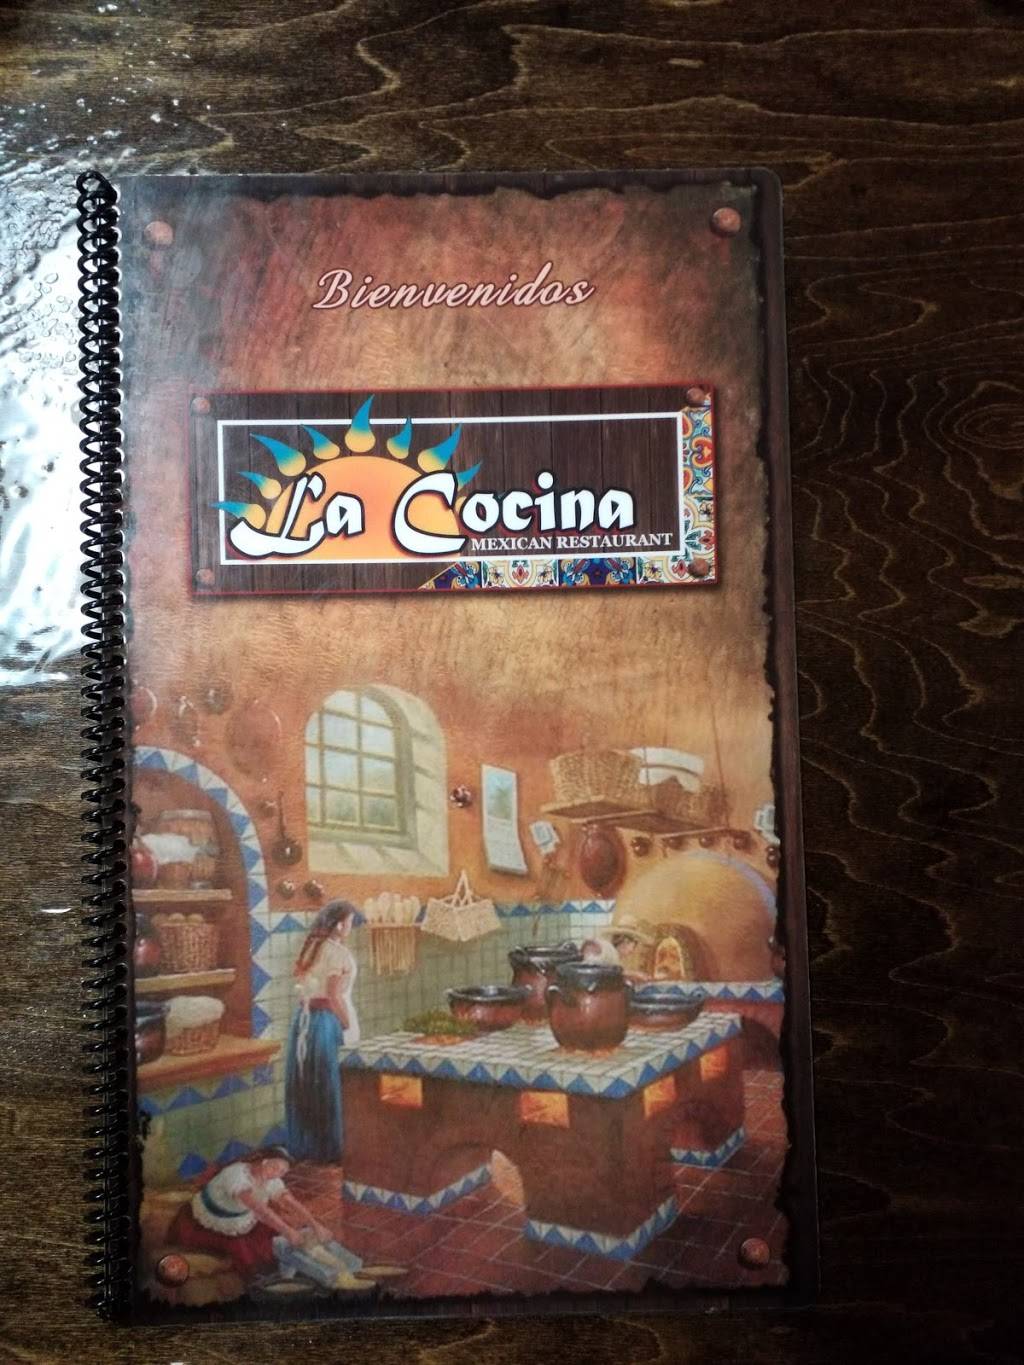 Bienvenidos
La Cocina
MEXICAN RESTAURANT